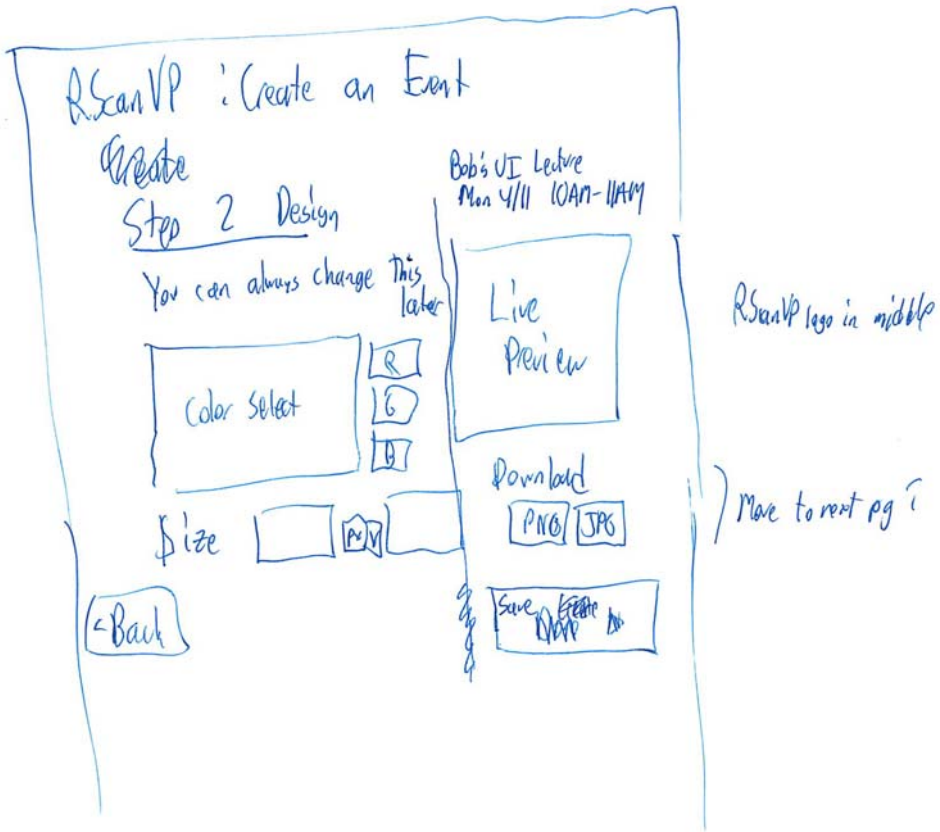 RScanVP : Create an Event
Create
Step 2 Design
You can always change this
later
Color Select
R
G
B
Size
px
< Back
Bob's UI Lecture
Mon 4/11 10AM-11AM
Live
Preview
Download
PNG
JPG
Save
RScanVP logo in middle
Move to next pg ?